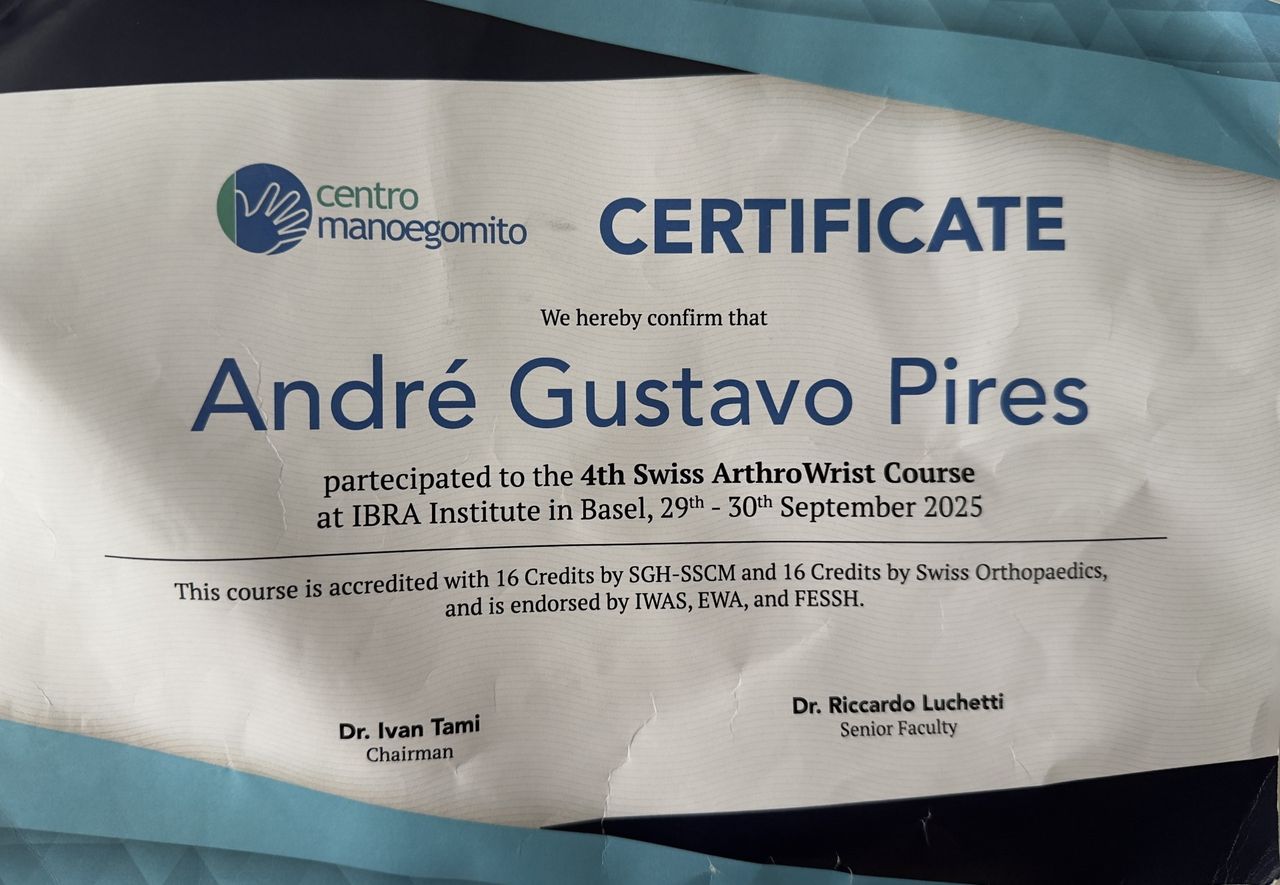 centro
manoegomito
CERTIFICATE
We hereby confirm that
André Gustavo Pires
partecipated to the 4th Swiss ArthroWrist Course
at IBRA Institute in Basel, 29th - 30th September 2025
This course is accredited with 16 Credits by SGH-SSCM and 16 Credits by Swiss Orthopaedics,
and is endorsed by IWAS, EWA, and FESSH.
Dr. Ivan Tami
Chairman
Dr. Riccardo Luchetti
Senior Faculty